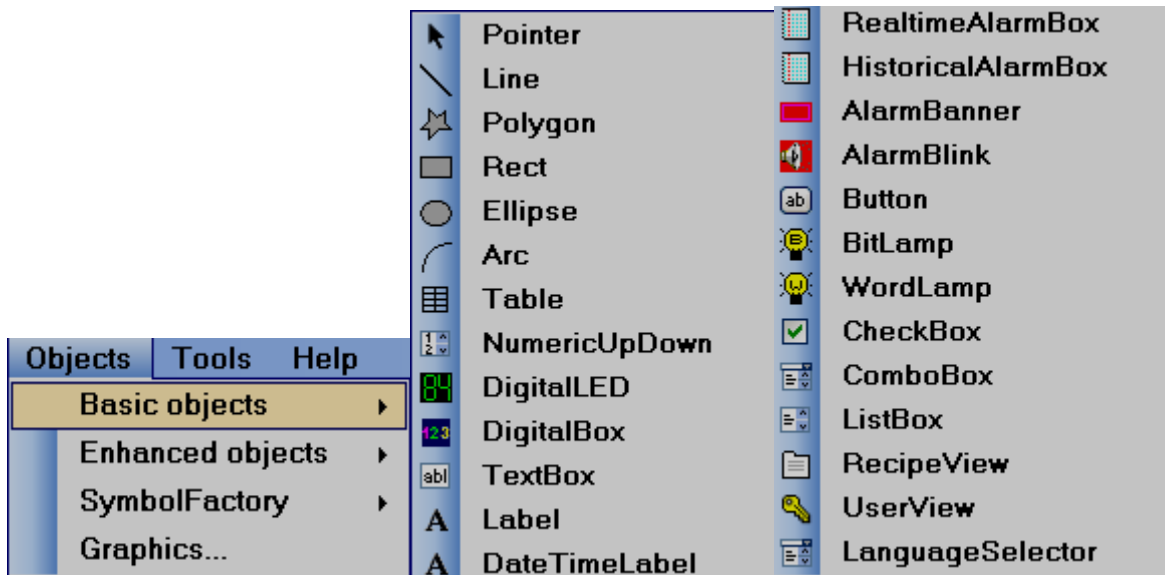 Objects Tools Help
Basic objects
Enhanced objects
SymbolFactory
Graphics...
Pointer
Line
Polygon
Rect
Ellipse
Arc
Table
NumericUpDown
DigitalLED
DigitalBox
TextBox
Label
DateTimeLabel
RealtimeAlarmBox
HistoricalAlarmBox
AlarmBanner
AlarmBlink
Button
BitLamp
WordLamp
CheckBox
ComboBox
ListBox
RecipeView
UserView
LanguageSelector